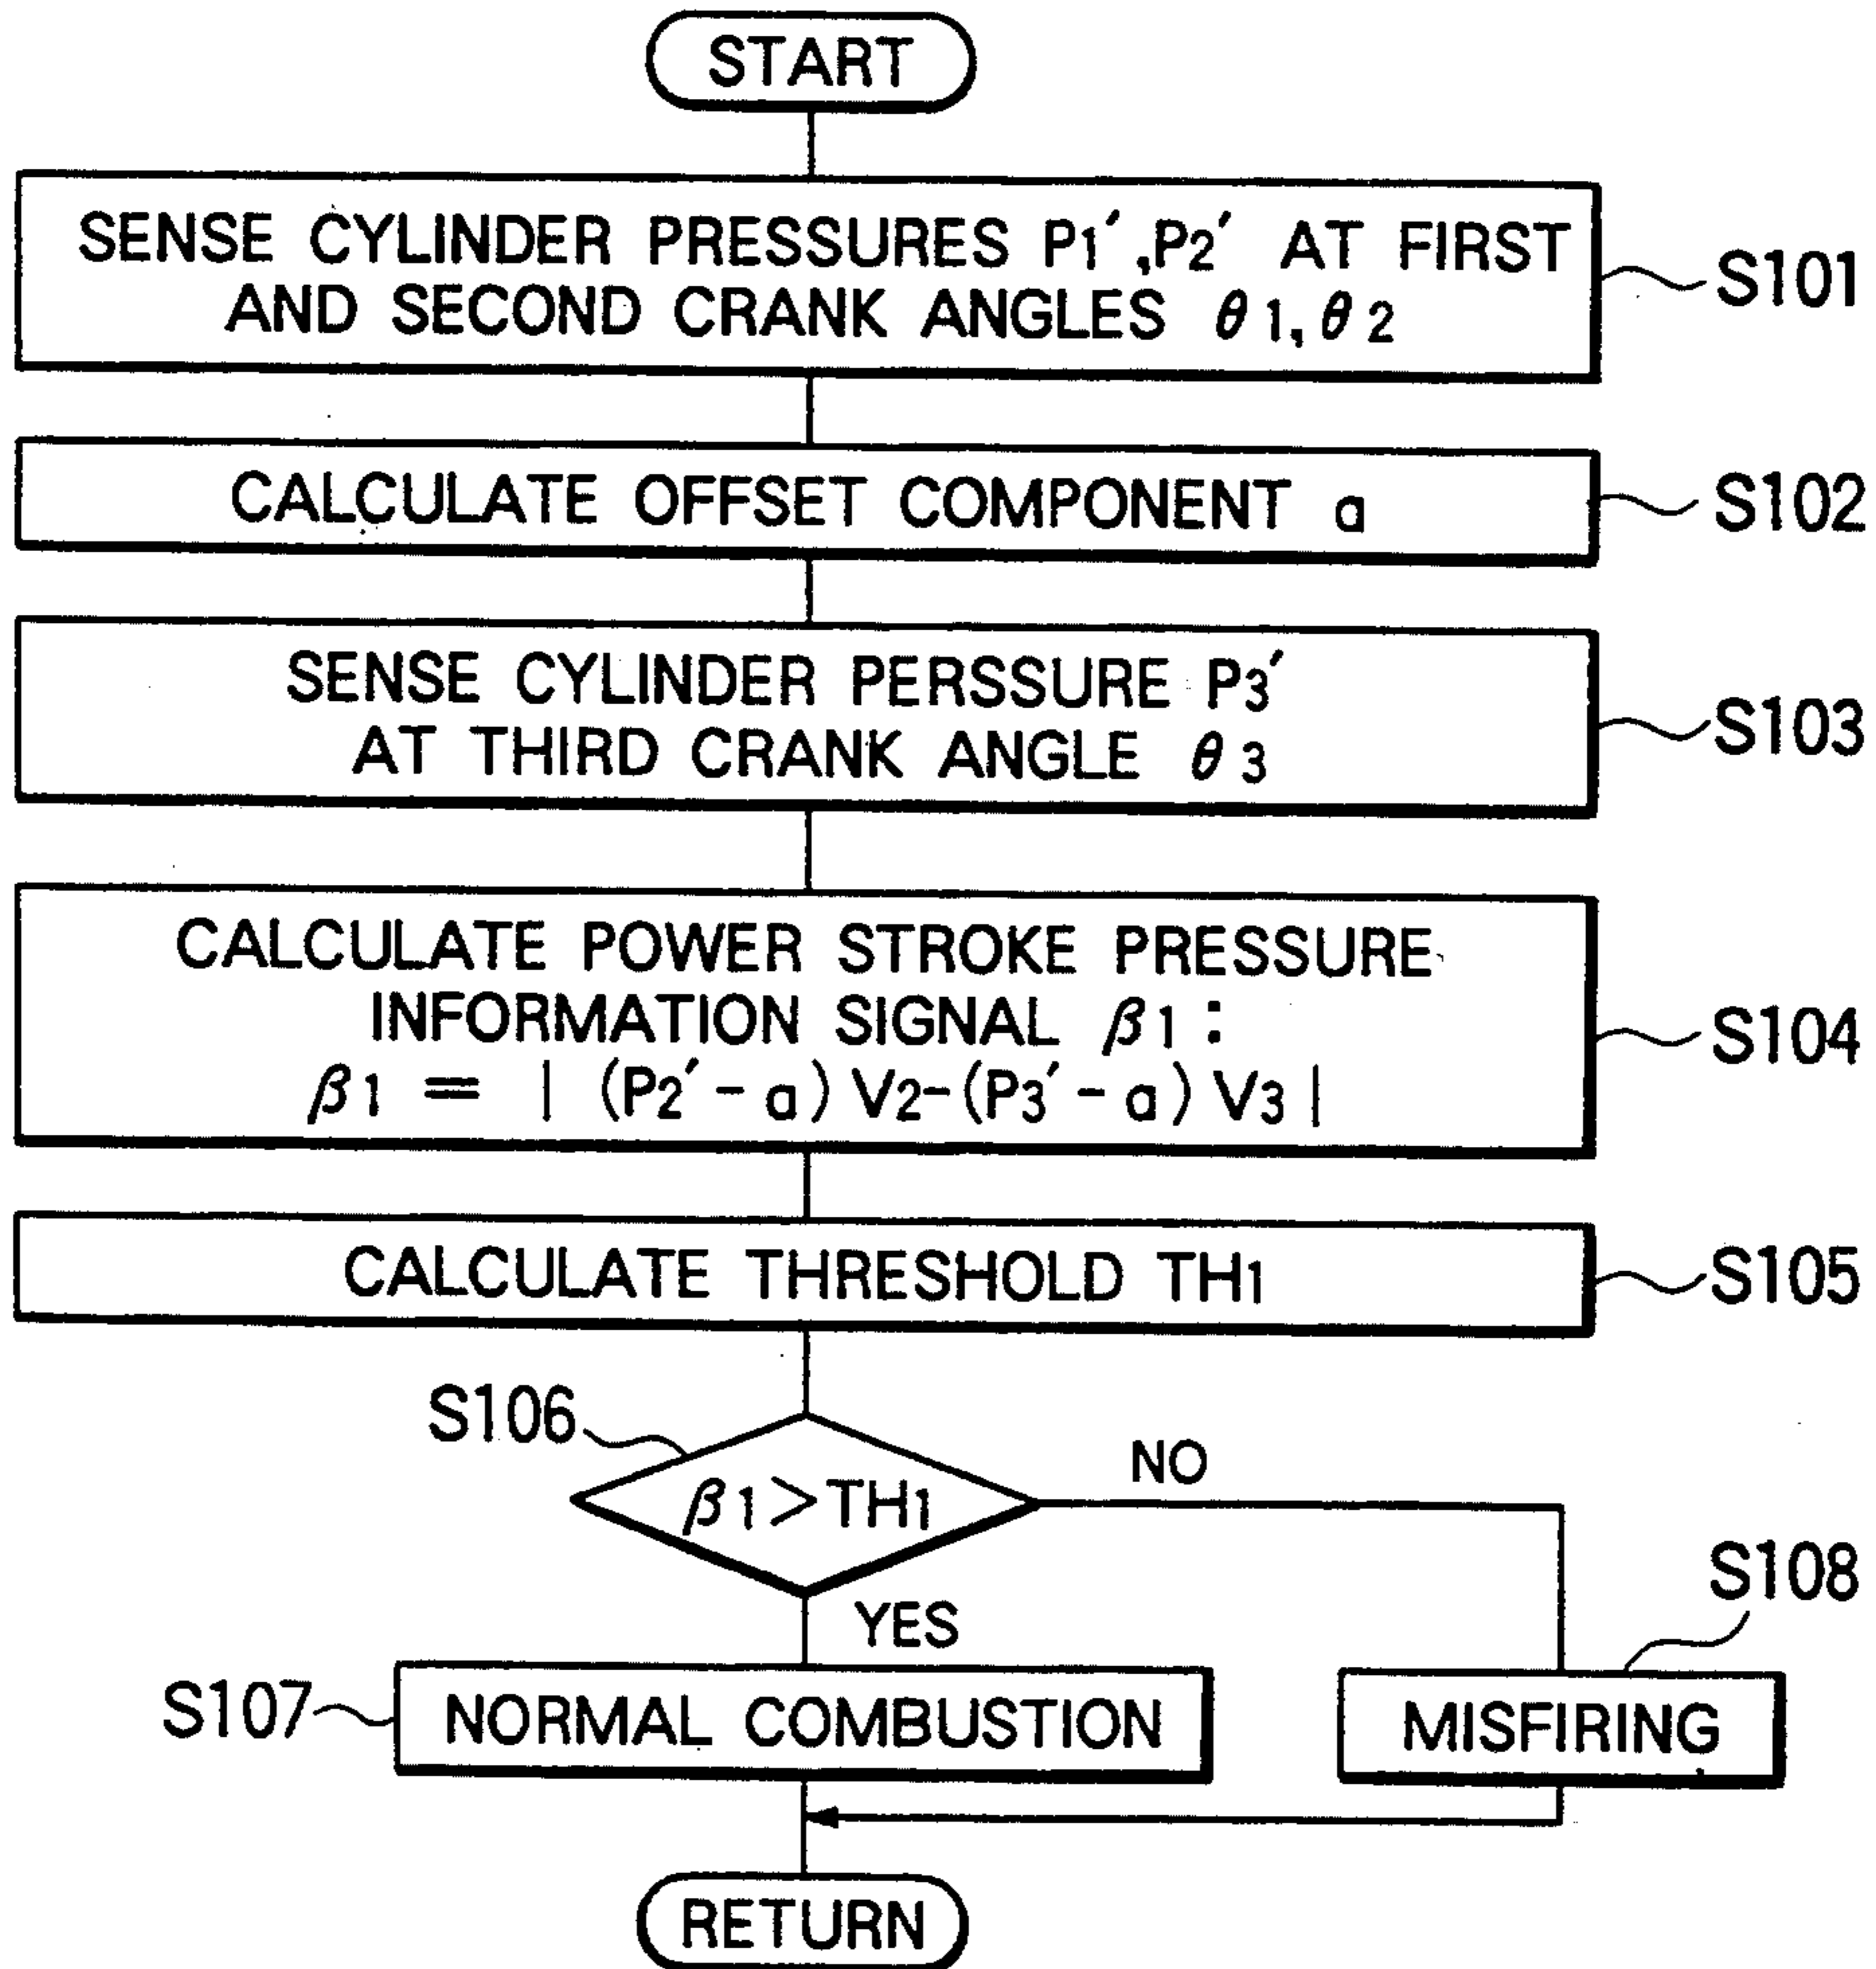 START
SENSE CYLINDER PRESSURES P1′,P2′ AT FIRST
AND SECOND CRANK ANGLES θ1,θ2
S101
CALCULATE OFFSET COMPONENT a
S102
SENSE CYLINDER PERSSURE P3′
AT THIRD CRANK ANGLE θ3
S103
CALCULATE POWER STROKE PRESSURE
INFORMATION SIGNAL β1 :
β1 = | (P2′ - a) V2-(P3′ - a) V3 |
S104
CALCULATE THRESHOLD TH1
S105
S106
β1>TH1
NO
YES
S108
S107
NORMAL COMBUSTION
MISFIRING
RETURN